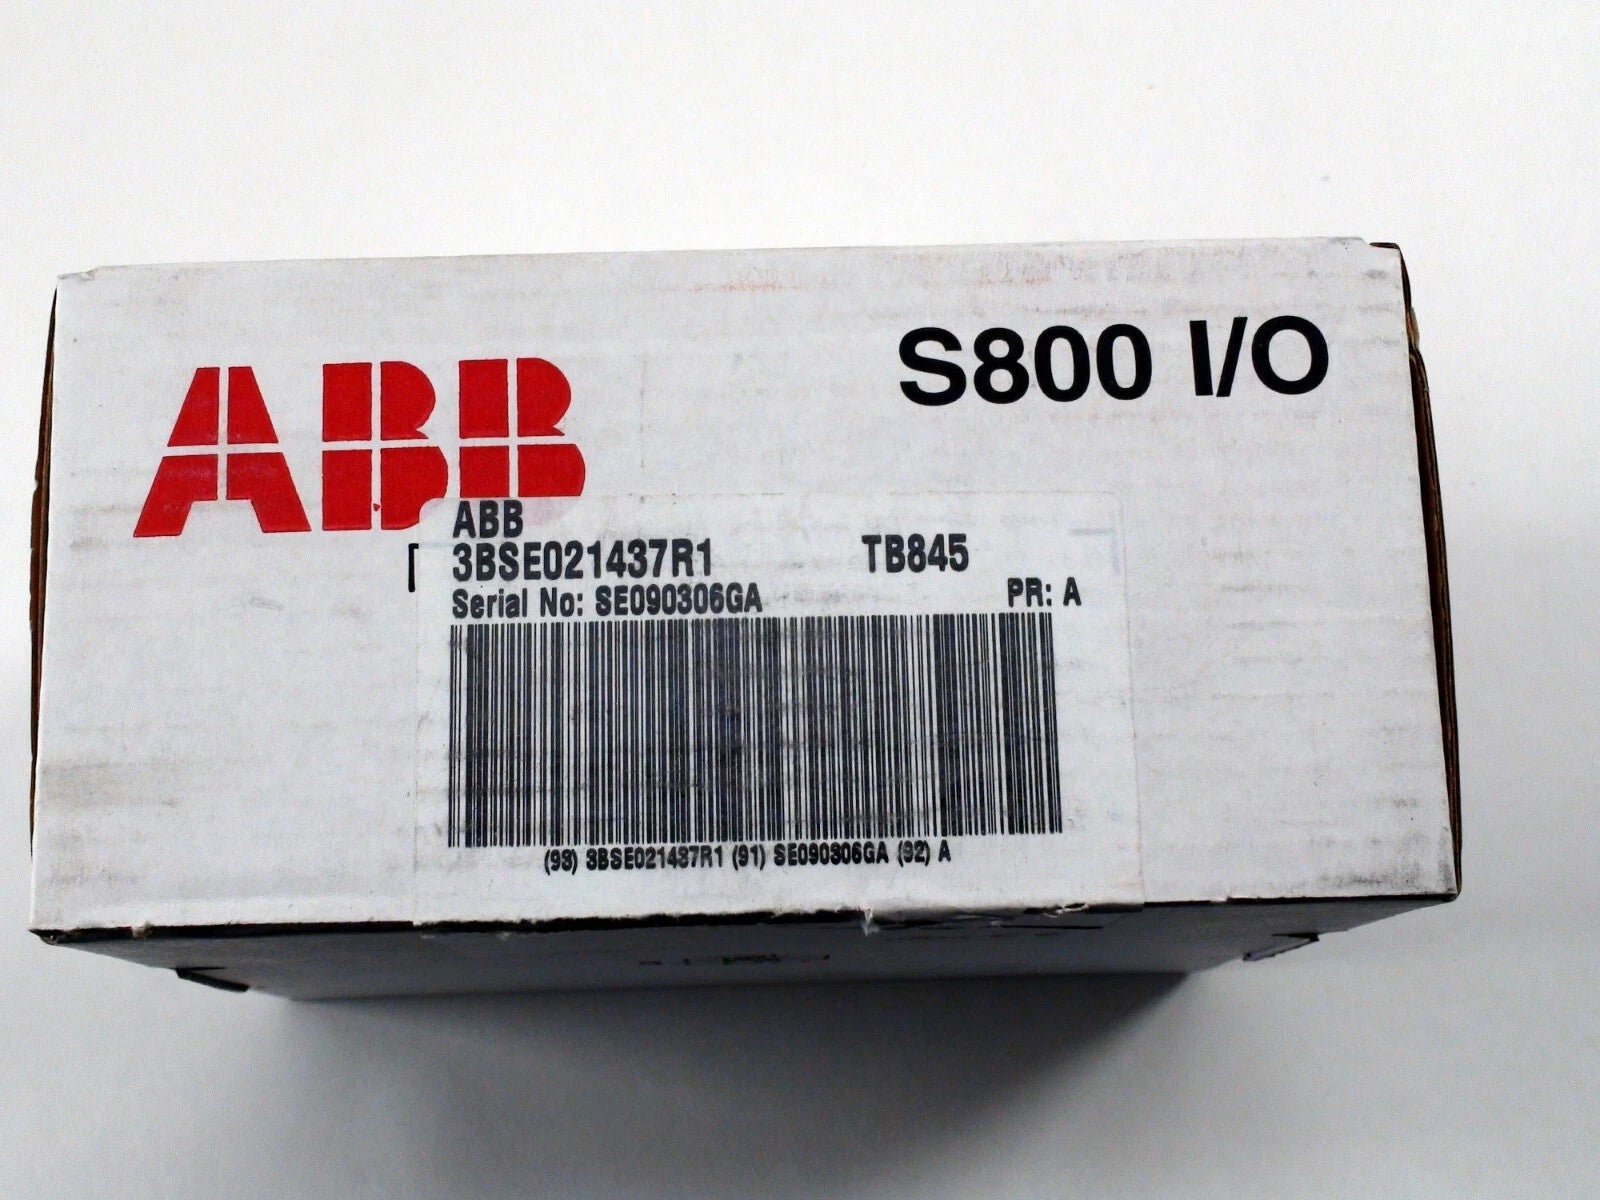 ABB
S800 I/O
ABB
3BSE021437R1 TB845
Serial No: SE090306GA PR: A
(93) 3BSE021437R1 (91) SE090306GA (92) A